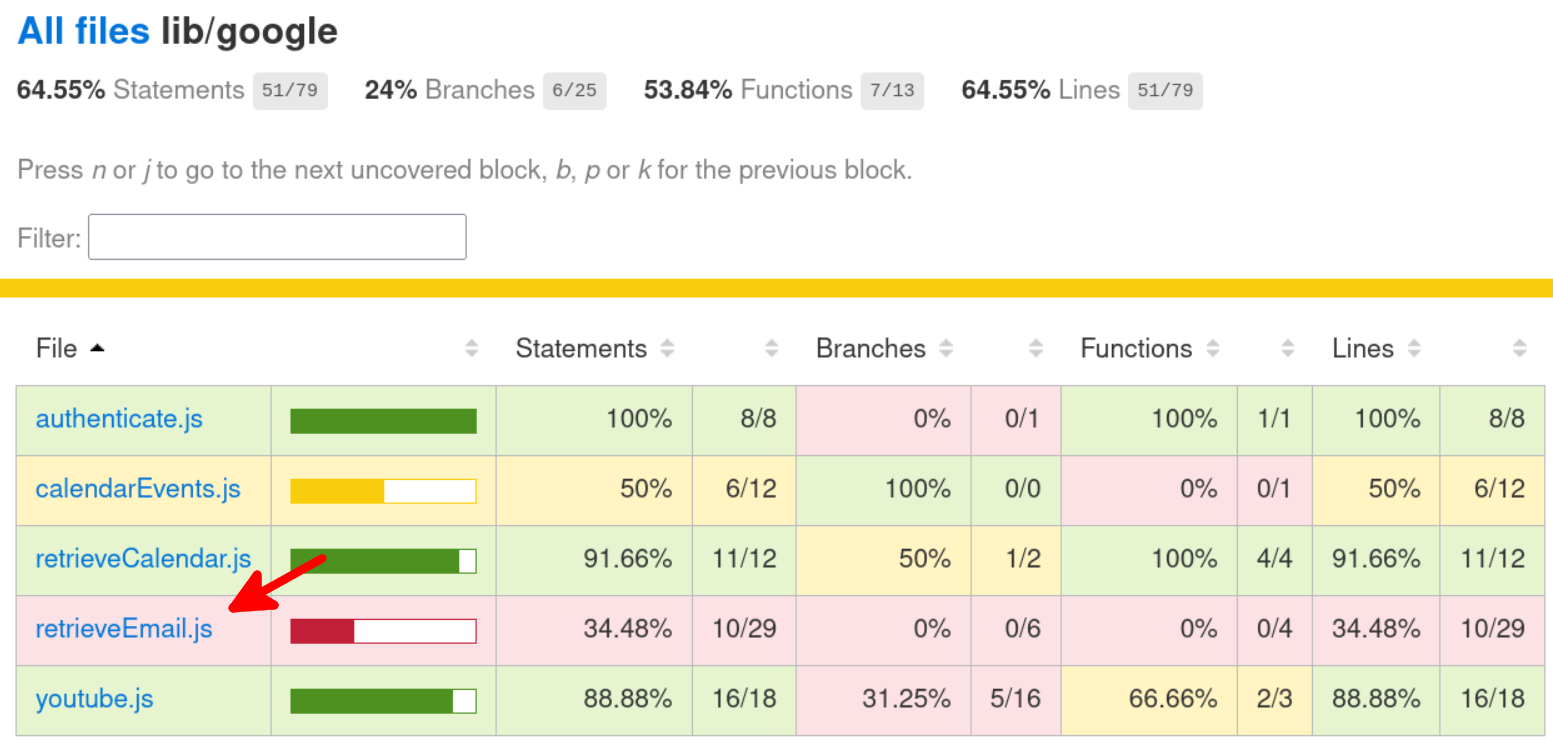 All files lib/google
64.55% Statements 51/79 24% Branches 6/25 53.84% Functions 7/13 64.55% Lines 51/79
Press n or j to go to the next uncovered block, b, p or k for the previous block.
Filter:
File Statements Branches Functions Lines
authenticate.js 100% 8/8 0% 0/1 100% 1/1 100% 8/8
calendarEvents.js 50% 6/12 100% 0/0 0% 0/1 50% 6/12
retrieveCalendar.js 91.66% 11/12 50% 1/2 100% 4/4 91.66% 11/12
retrieveEmail.js 34.48% 10/29 0% 0/6 0% 0/4 34.48% 10/29
youtube.js 88.88% 16/18 31.25% 5/16 66.66% 2/3 88.88% 16/18